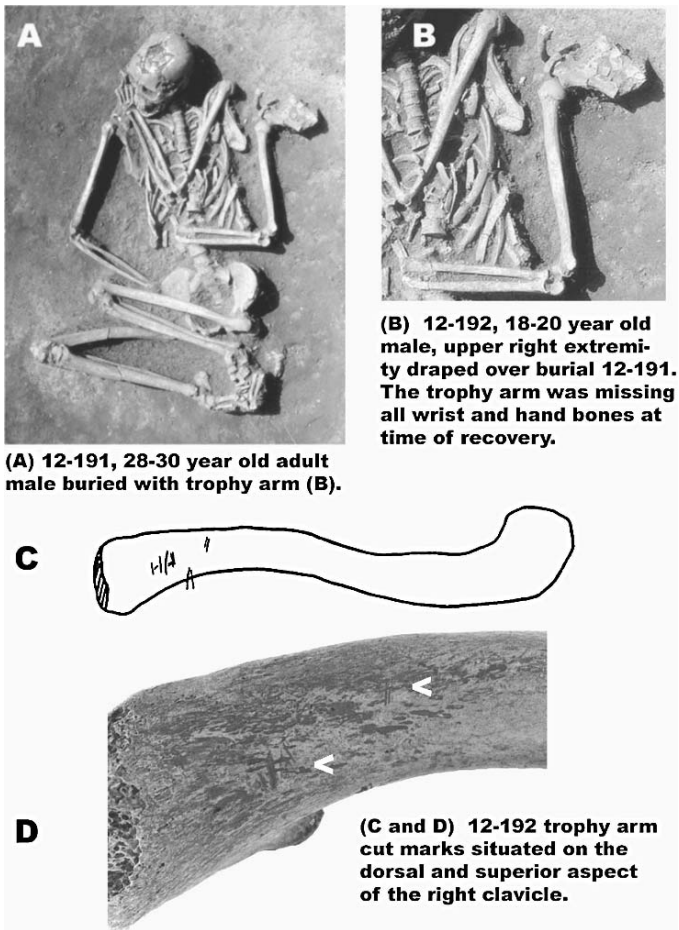 A
B
(B) 12-192, 18-20 year old
male, upper right extremi-
ty draped over burial 12-191.
The trophy arm was missing
all wrist and hand bones at
time of recovery.
(A) 12-191, 28-30 year old adult
male buried with trophy arm (B).
C
D
(C and D) 12-192 trophy arm
cut marks situated on the
dorsal and superior aspect
of the right clavicle.